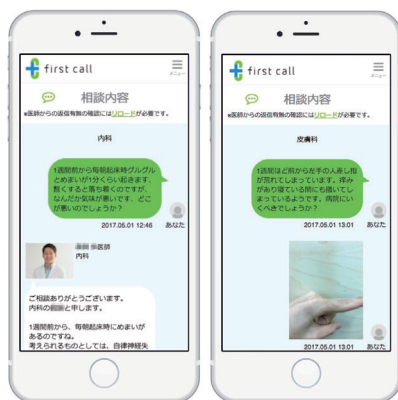 first call
メニュー
相談内容
※医師からの返信有無の確認にはリロードが必要です。
内科
1週間前から毎朝起床時グルグル
とめまいが1分くらい起きます。
暫くすると落ち着くのですが、
なんだか気味が悪いです。どこ
が悪いのでしょうか？
2017.05.01 12:46
あなた
医師
内科
ご相談ありがとうございます。
内科の
と申します。
1週間前から、毎朝起床時にめまいが
あるのですね。
考えられるものとしては、自律神経失
first call
メニュー
相談内容
※医師からの返信有無の確認にはリロードが必要です。
皮膚科
1週間ほど前から左手の人差し指
が荒れてしまっています。痒み
があり寝ている間にも掻いてし
まっているようです。病院にい
くべきでしょうか？
2017.05.01 13:01
あなた
2017.05.01 13:01
あなた